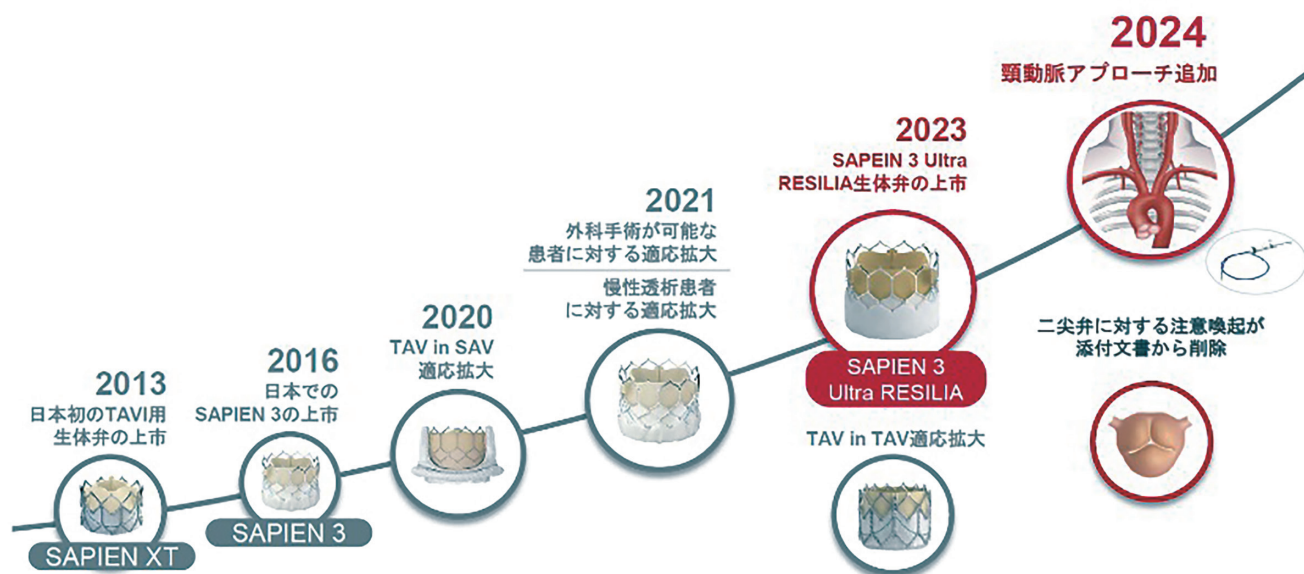 2013
日本初のTAVI用
生体弁の上市
SAPIEN XT
2016
日本での
SAPIEN 3の上市
SAPIEN 3
2020
TAV in SAV
適応拡大
2021
外科手術が可能な
患者に対する適応拡大
慢性透析患者
に対する適応拡大
2023
SAPEIN 3 Ultra
RESILIA生体弁の上市
SAPIEN 3
Ultra RESILIA
TAV in TAV適応拡大
2024
頸動脈アプローチ追加
二尖弁に対する注意喚起が
添付文書から削除